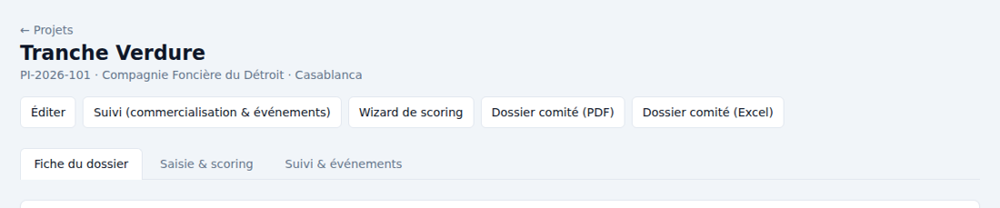 ← Projets
Tranche Verdure
PI-2026-101 · Compagnie Foncière du Détroit · Casablanca
Éditer Suivi (commercialisation & événements) Wizard de scoring Dossier comité (PDF) Dossier comité (Excel)
Fiche du dossier Saisie & scoring Suivi & événements